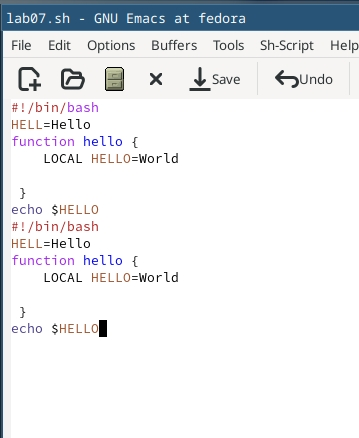 lab07.sh - GNU Emacs at fedora
File Edit Options Buffers Tools Sh-Script Help
Save Undo
#!/bin/bash
HELL=Hello
function hello {
    LOCAL HELLO=World

 }
echo $HELLO
#!/bin/bash
HELL=Hello
function hello {
    LOCAL HELLO=World

 }
echo $HELLO